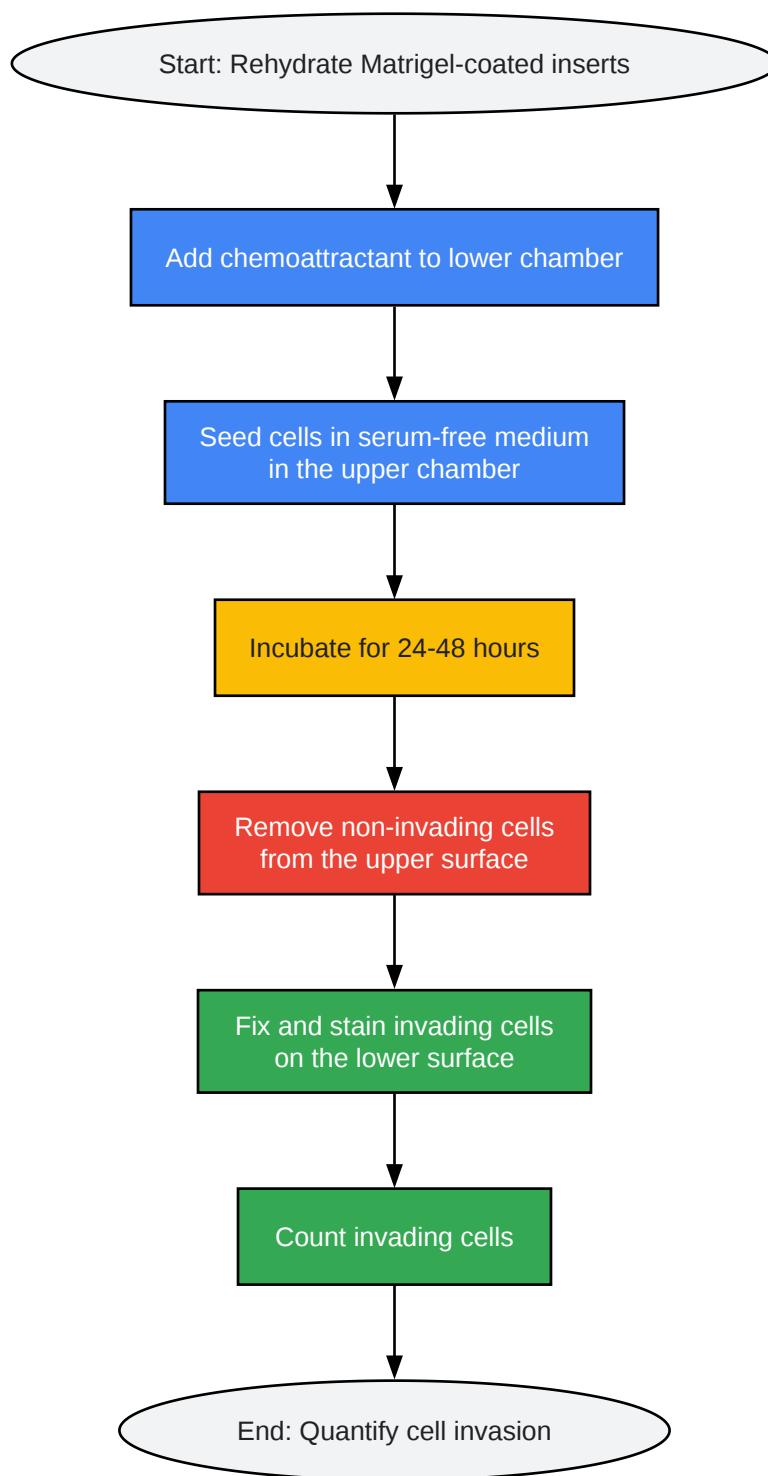 Start: Rehydrate Matrigel-coated inserts
Add chemoattractant to lower chamber
Seed cells in serum-free medium
in the upper chamber
Incubate for 24-48 hours
Remove non-invading cells
from the upper surface
Fix and stain invading cells
on the lower surface
Count invading cells
End: Quantify cell invasion